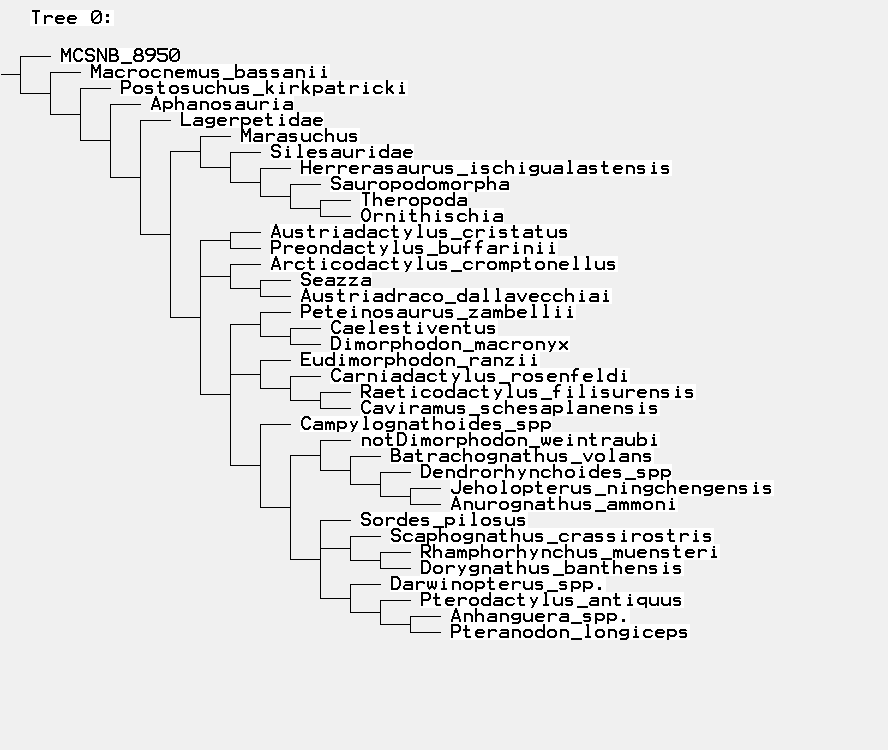 Tree 0:
MCSNB_8950
Macrocnemus_bassanii
Postosuchus_kirkpatricki
Aphanosauria
Lagerpetidae
Marasuchus
Silesauridae
Herrerasaurus_ischigualastensis
Sauropodomorpha
Theropoda
Ornithischia
Austriadactylus_cristatus
Preondactylus_buffarinii
Arcticodactylus_cromptonellus
Seazza
Austriadraco_dallavecchiai
Peteinosaurus_zambellii
Caelestiventus
Dimorphodon_macronyx
Eudimorphodon_ranzii
Carniadactylus_rosenfeldi
Raeticodactylus_filisurensis
Caviramus_schesaplanensis
Campylognathoides_spp
notDimorphodon_weintraubi
Batrachognathus_volans
Dendrorhynchoides_spp
Jeholopterus_ningchengensis
Anurognathus_ammoni
Sordes_pilosus
Scaphognathus_crassirostris
Rhamphorhynchus_muensteri
Dorygnathus_banthensis
Darwinopterus_spp.
Pterodactylus_antiquus
Anhanguera_spp.
Pteranodon_longiceps